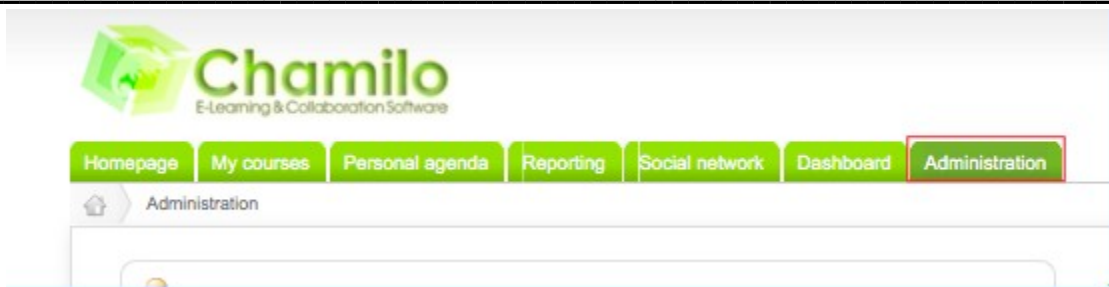 Chamilo
E-Learning & Collaboration Software
Homepage My courses Personal agenda Reporting Social network Dashboard Administration
Administration